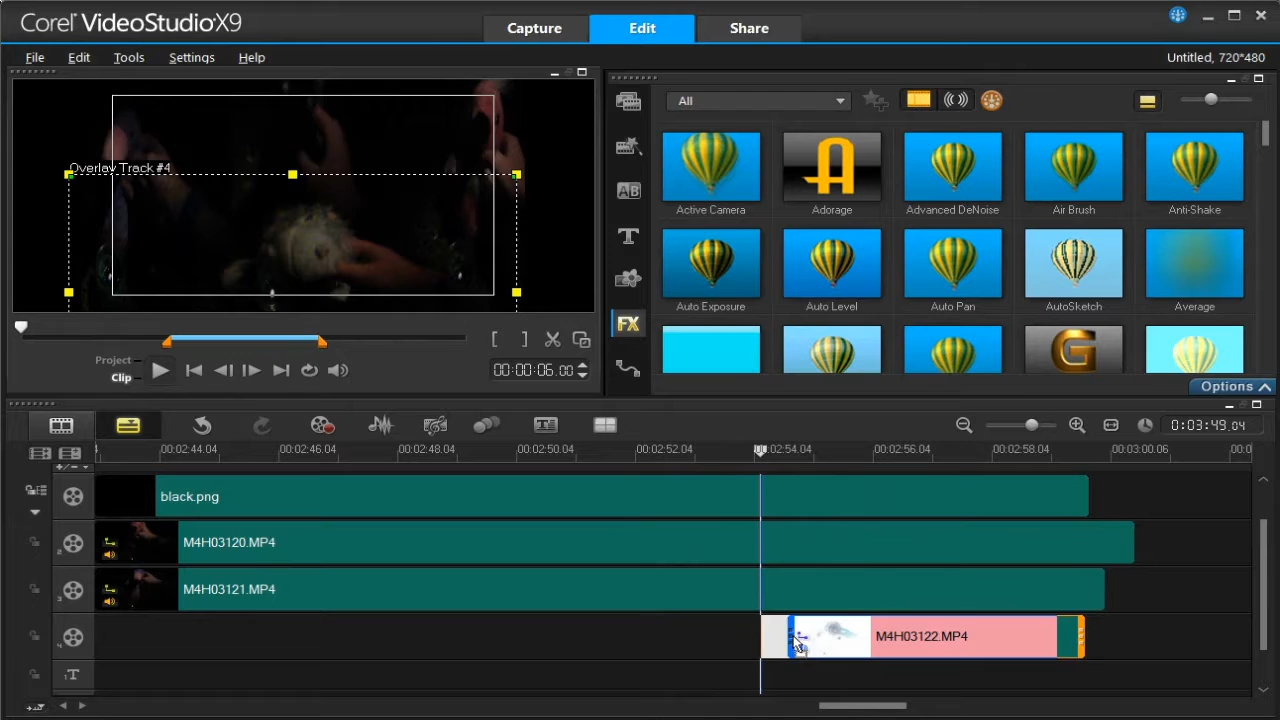 Corel VideoStudio X9
Capture
Edit
Share
File
Edit
Tools
Settings
Help
Untitled, 720*480
Overlay Track #4
All
Active Camera
Adorage
Advanced DeNoise
Air Brush
Anti-Shake
Auto Exposure
Auto Level
Auto Pan
AutoSketch
Average
Project
Clip
00:00:06.00
Options
0:03:49.04
00:02:44.04
00:02:46.04
00:02:48.04
00:02:50.04
00:02:52.04
00:02:54.04
00:02:56.04
00:02:58.04
00:03:00.06
black.png
M4H03120.MP4
M4H03121.MP4
M4H03122.MP4